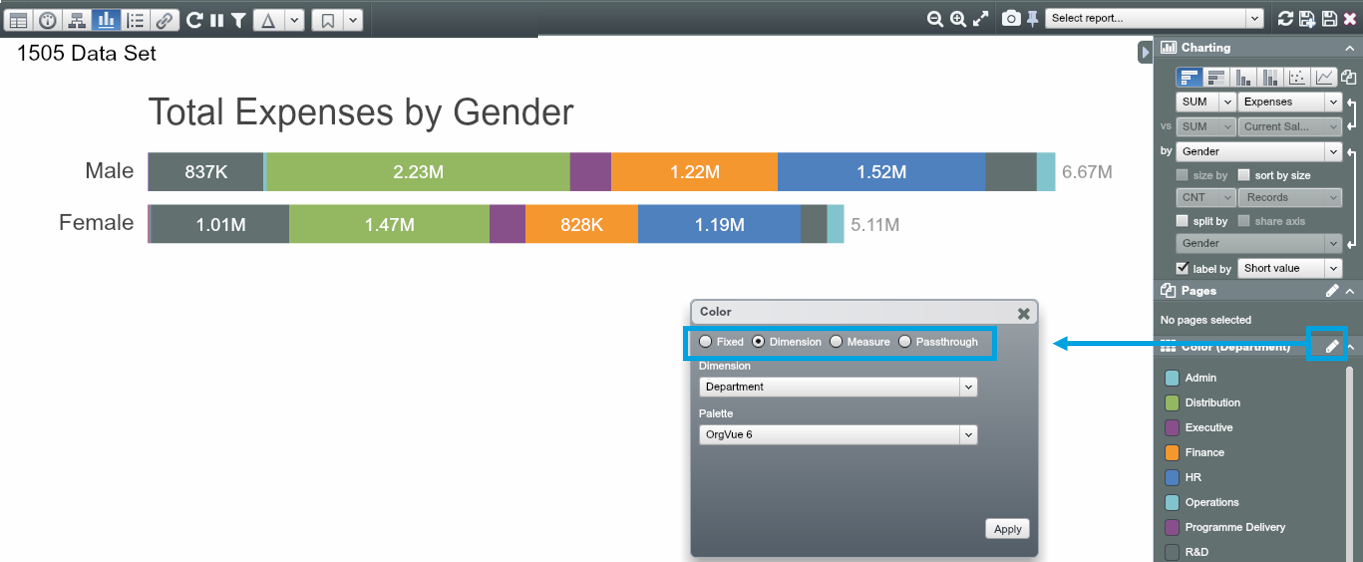 Select report...
1505 Data Set
Total Expenses by Gender
Male 837K 2.23M 1.22M 1.52M 6.67M
Female 1.01M 1.47M 828K 1.19M 5.11M
Color
Fixed Dimension Measure Passthrough
Dimension
Department
Palette
OrgVue 6
Apply
Charting
SUM Expenses
vs SUM Current Sal...
by Gender
size by sort by size
CNT Records
split by share axis
Gender
label by Short value
Pages
No pages selected
Color (Department)
Admin
Distribution
Executive
Finance
HR
Operations
Programme Delivery
R&D